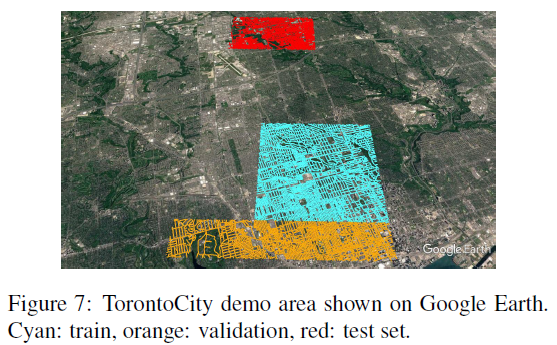 Google Earth
Figure 7: TorontoCity demo area shown on Google Earth.
Cyan: train, orange: validation, red: test set.